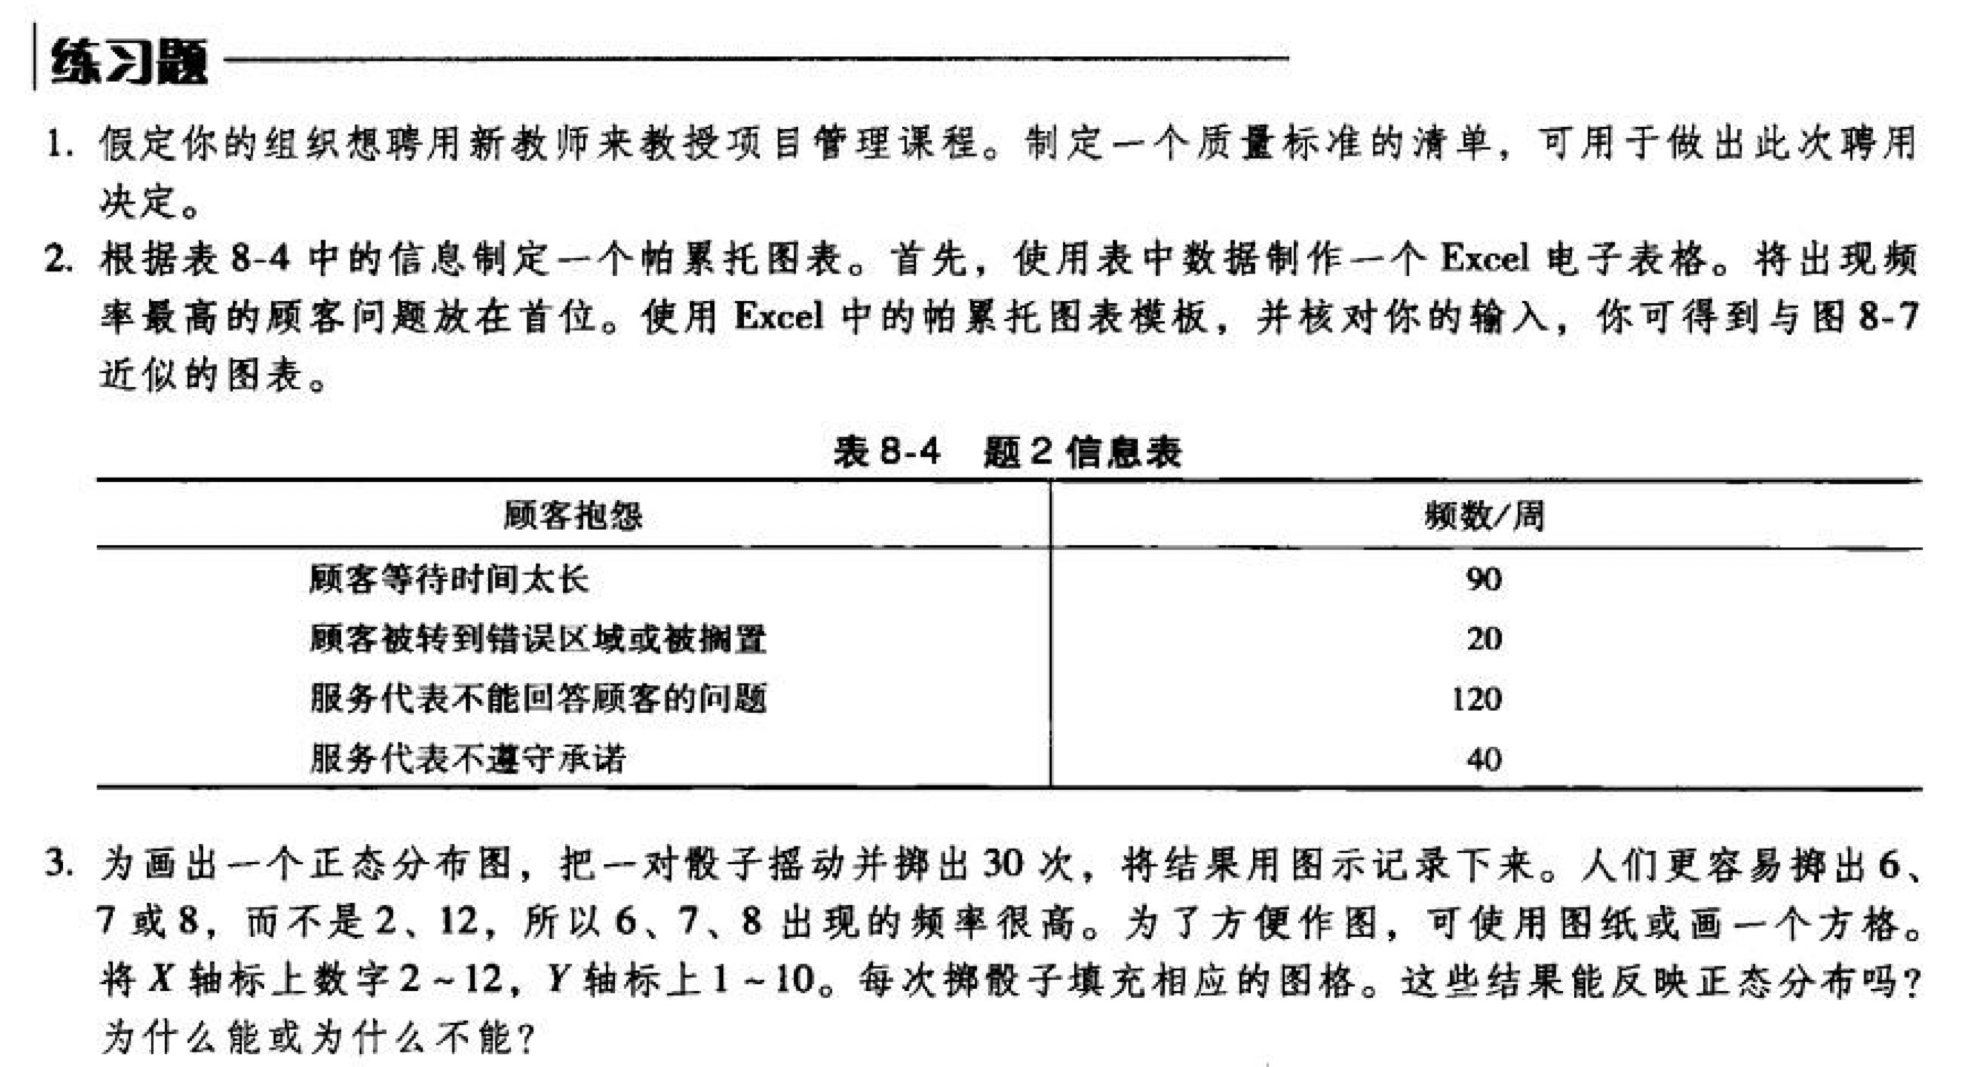 练习题
1. 假定你的组织想聘用新教师来教授项目管理课程。制定一个质量标准的清单，可用于做出此次聘用
决定。
2. 根据表 8-4 中的信息制定一个帕累托图表。首先，使用表中数据制作一个 Excel 电子表格。将出现频
率最高的顾客问题放在首位。使用 Excel 中的帕累托图表模板，并核对你的输入，你可得到与图 8-7
近似的图表。
表 8-4 题 2 信息表
顾客抱怨 频数/周
顾客等待时间太长 90
顾客被转到错误区域或被搁置 20
服务代表不能回答顾客的问题 120
服务代表不遵守承诺 40
3. 为画出一个正态分布图，把一对骰子摇动并掷出 30 次，将结果用图示记录下来。人们更容易掷出 6、
7 或 8，而不是 2、12，所以 6、7、8 出现的频率很高。为了方便作图，可使用图纸或画一个方格。
将 X 轴标上数字 2 ~ 12，Y 轴标上 1 ~ 10。每次掷骰子填充相应的图格。这些结果能反映正态分布吗？
为什么能或为什么不能？